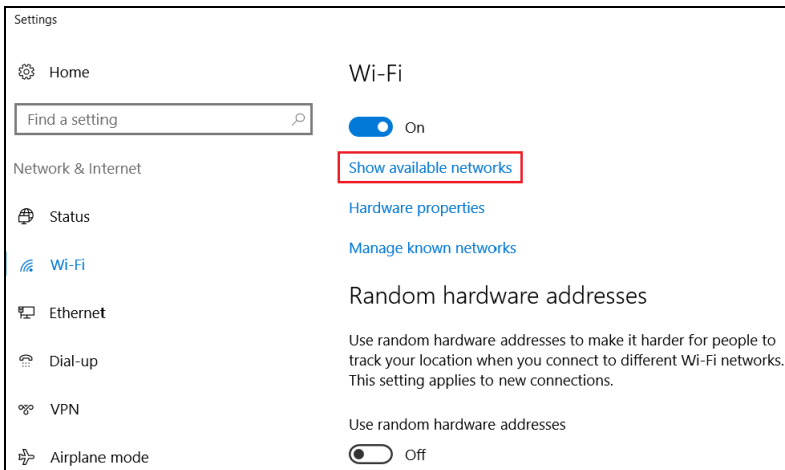 Settings
Home
Find a setting
Network & Internet
Status
Wi-Fi
Ethernet
Dial-up
VPN
Airplane mode
Wi-Fi
On
Show available networks
Hardware properties
Manage known networks
Random hardware addresses
Use random hardware addresses to make it harder for people to
track your location when you connect to different Wi-Fi networks.
This setting applies to new connections.
Use random hardware addresses
Off